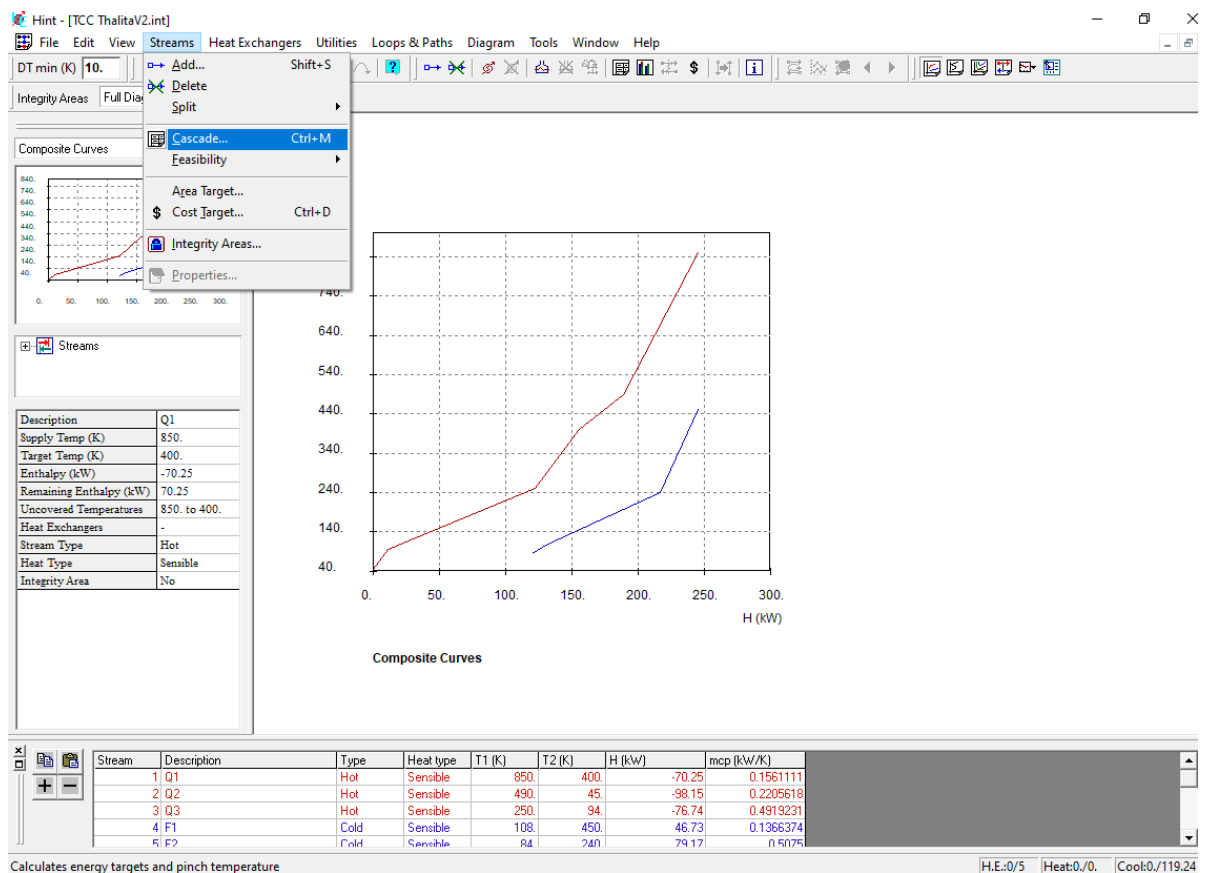 Hint - [TCC ThalitaV2.int]
File Edit View Streams Heat Exchangers Utilities Loops & Paths Diagram Tools Window Help
DT min (K) 10.
Add... Shift+S
Delete
Split
Cascade... Ctrl+M
Feasibility
Area Target...
$ Cost Target... Ctrl+D
Integrity Areas...
Properties...
Integrity Areas Full Dia
Composite Curves
840.
740.
640.
540.
440.
340.
240.
140.
40.
0. 50. 100. 150. 200. 250. 300.
Streams
Description Q1
Supply Temp (K) 850.
Target Temp (K) 400.
Enthalpy (kW) -70.25
Remaining Enthalpy (kW) 70.25
Uncovered Temperatures 850. to 400.
Heat Exchangers -
Stream Type Hot
Heat Type Sensible
Integrity Area No
740.
640.
540.
440.
340.
240.
140.
40.
0. 50. 100. 150. 200. 250. 300.
H (kW)
Composite Curves
Stream Description Type Heat type T1 (K) T2 (K) H (kW) mcp (kW/K)
1 Q1 Hot Sensible 850. 400. -70.25 0.1561111
2 Q2 Hot Sensible 490. 45. -98.15 0.2205618
3 Q3 Hot Sensible 250. 94. -76.74 0.4919231
4 F1 Cold Sensible 108. 450. 46.73 0.1366374
5 F2 Cold Sensible 84. 240. 79.17 0.5075
Calculates energy targets and pinch temperature H.E.:0/5 Heat:0./0. Cool:0./119.24